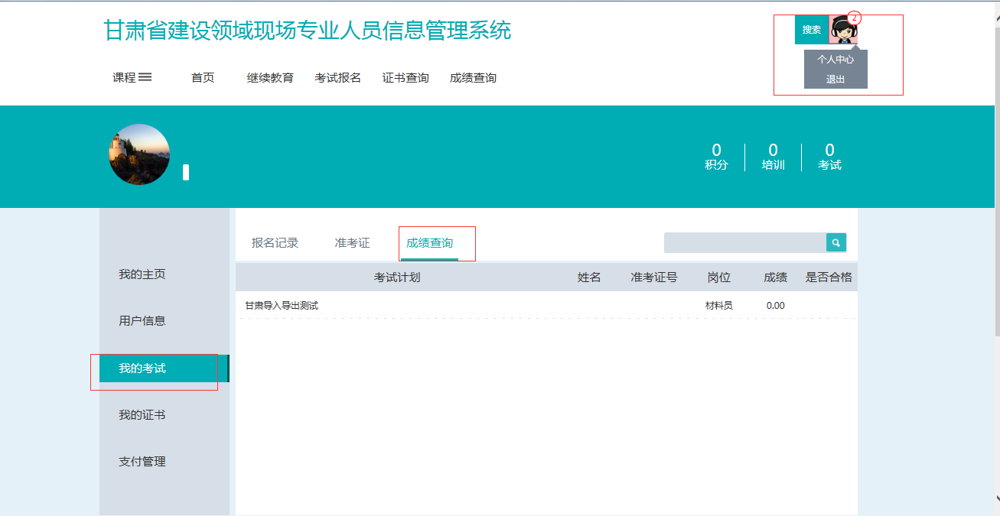 甘肃省建设领域现场专业人员信息管理系统
搜索
2
个人中心
退出
课程 首页 继续教育 考试报名 证书查询 成绩查询
0 0 0
积分 培训 考试
报名记录 准考证 成绩查询
考试计划 姓名 准考证号 岗位 成绩 是否合格
甘肃导入导出测试 材料员 0.00
我的主页
用户信息
我的考试
我的证书
支付管理